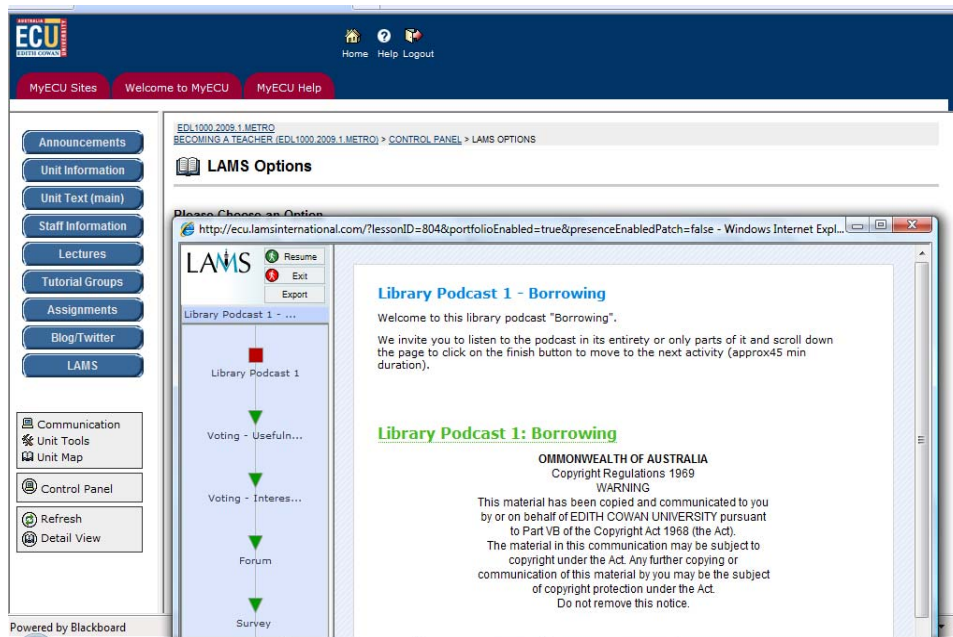 AUSTRALIA
ECU
UNIVERSITY
EDITH COWAN
Home Help Logout
MyECU Sites Welcome to MyECU MyECU Help
Announcements
Unit Information
Unit Text (main)
Staff Information
Lectures
Tutorial Groups
Assignments
Blog/Twitter
LAMS
Communication
Unit Tools
Unit Map
Control Panel
Refresh
Detail View
Powered by Blackboard
EDL1000.2009.1.METRO
BECOMING A TEACHER (EDL1000.2009.1.METRO) > CONTROL PANEL > LAMS OPTIONS
LAMS Options
Please Choose an Option
http://ecu.lamsinternational.com/?lessonID=804&portfolioEnabled=true&presenceEnabledPatch=false - Windows Internet Expl...
LAMS
Resume
Exit
Export
Library Podcast 1 - ...
Library Podcast 1
Voting - Usefuln...
Voting - Interes...
Forum
Survey
Library Podcast 1 - Borrowing
Welcome to this library podcast "Borrowing".
We invite you to listen to the podcast in its entirety or only parts of it and scroll down
the page to click on the finish button to move to the next activity (approx45 min
duration).
Library Podcast 1: Borrowing
OMMONWEALTH OF AUSTRALIA
Copyright Regulations 1969
WARNING
This material has been copied and communicated to you
by or on behalf of EDITH COWAN UNIVERSITY pursuant
to Part VB of the Copyright Act 1968 (the Act).
The material in this communication may be subject to
copyright under the Act. Any further copying or
communication of this material by you may be the subject
of copyright protection under the Act.
Do not remove this notice.